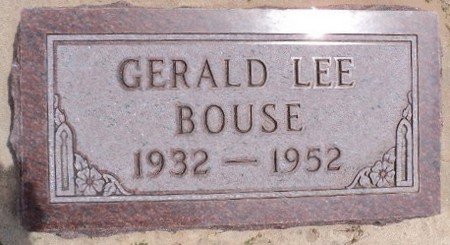 GERALD LEE
BOUSE
1932 — 1952